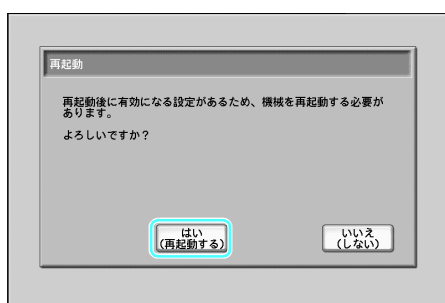 再起動
再起動後に有効になる設定があるため、機械を再起動する必要が
あります。
よろしいですか？
はい
(再起動する)
いいえ
(しない)